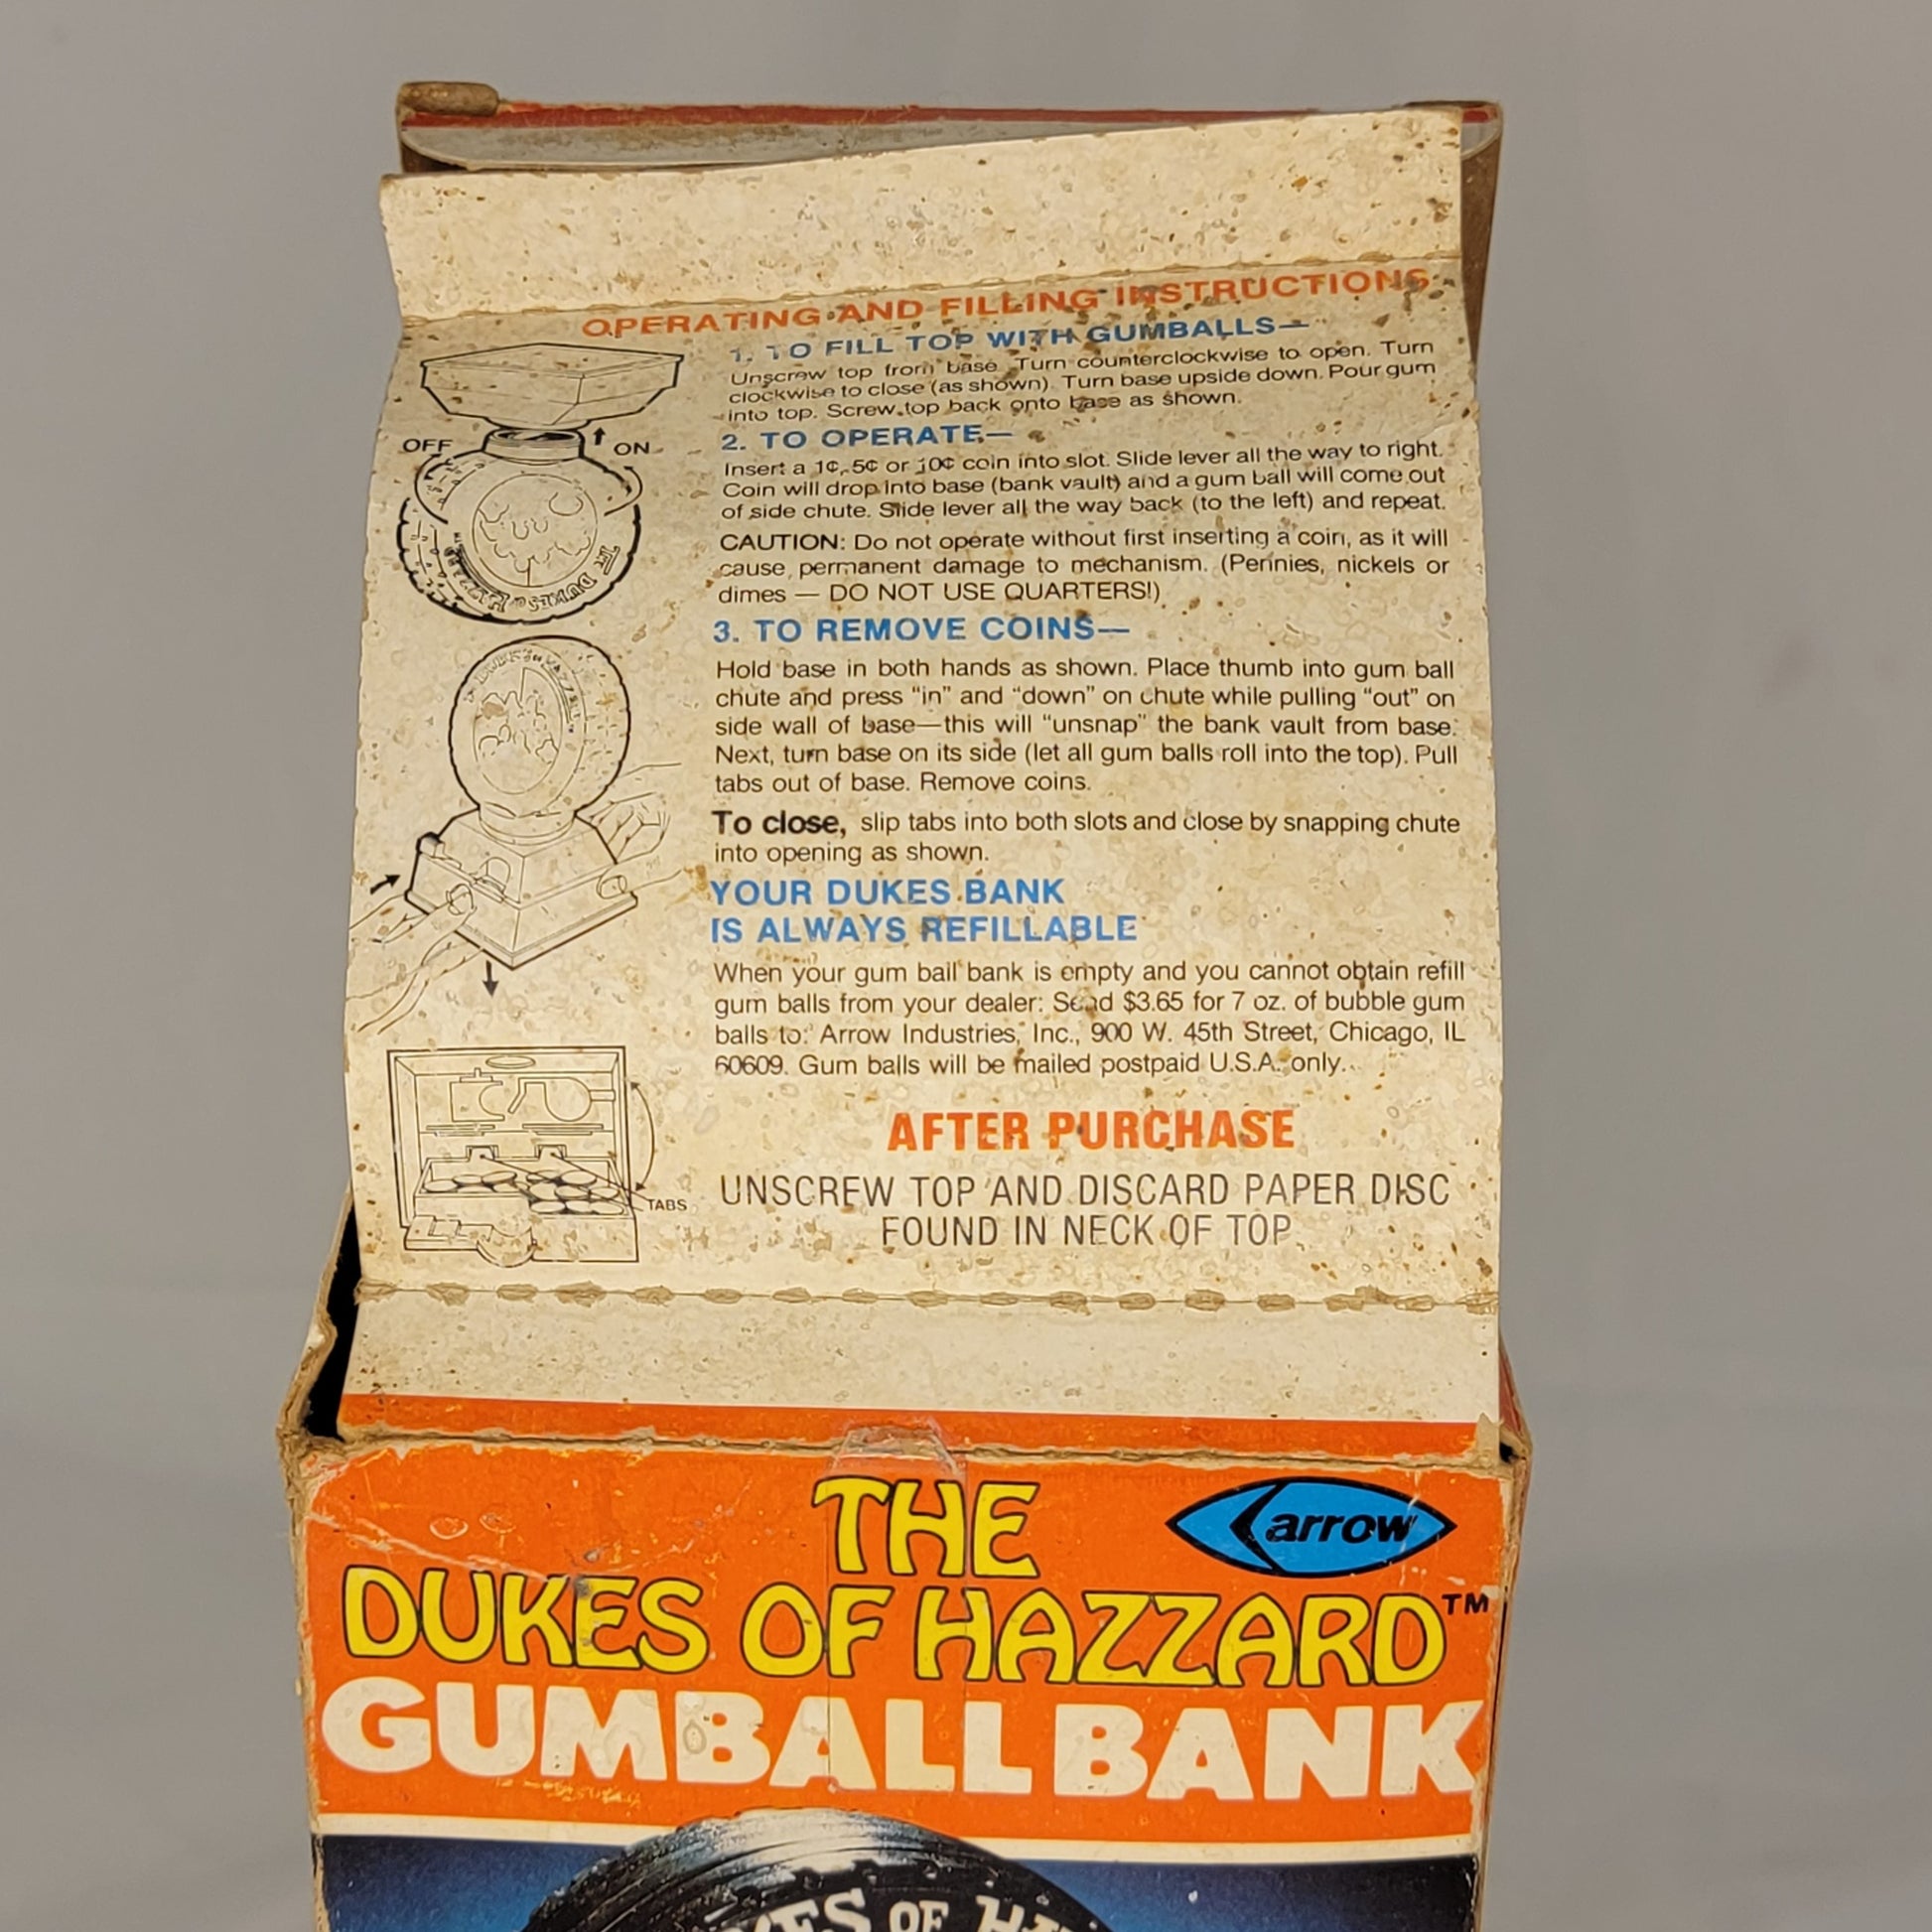 OPERATING AND FILLING INSTRUCTIONS
1. TO FILL TOP WITH GUMBALLS—
Unscrew top from base. Turn counterclockwise to open. Turn
clockwise to close (as shown). Turn base upside down. Pour gum
into top. Screw top back onto base as shown.
OFF
ON
2. TO OPERATE—
Insert a 1¢, 5¢ or 10¢ coin into slot. Slide lever all the way to right.
Coin will drop into base (bank vault) and a gum ball will come out
of side chute. Slide lever all the way back (to the left) and repeat.
CAUTION: Do not operate without first inserting a coin, as it will
cause permanent damage to mechanism. (Pennies, nickels or
dimes — DO NOT USE QUARTERS!)
THE DUKES OF HAZZARD
3. TO REMOVE COINS—
Hold base in both hands as shown. Place thumb into gum ball
chute and press “in” and “down” on chute while pulling “out” on
side wall of base—this will “unsnap” the bank vault from base.
Next, turn base on its side (let all gum balls roll into the top). Pull
tabs out of base. Remove coins.
To close, slip tabs into both slots and close by snapping chute
into opening as shown.
YOUR DUKES BANK
IS ALWAYS REFILLABLE
When your gum ball bank is empty and you cannot obtain refill
gum balls from your dealer: Send $3.65 for 7 oz. of bubble gum
balls to: Arrow Industries, Inc., 900 W. 45th Street, Chicago, IL
60609. Gum balls will be mailed postpaid U.S.A. only.
TABS
AFTER PURCHASE
UNSCREW TOP AND DISCARD PAPER DISC
FOUND IN NECK OF TOP
THE
arrow
DUKES OF HAZZARD™
GUMBALL BANK
OF